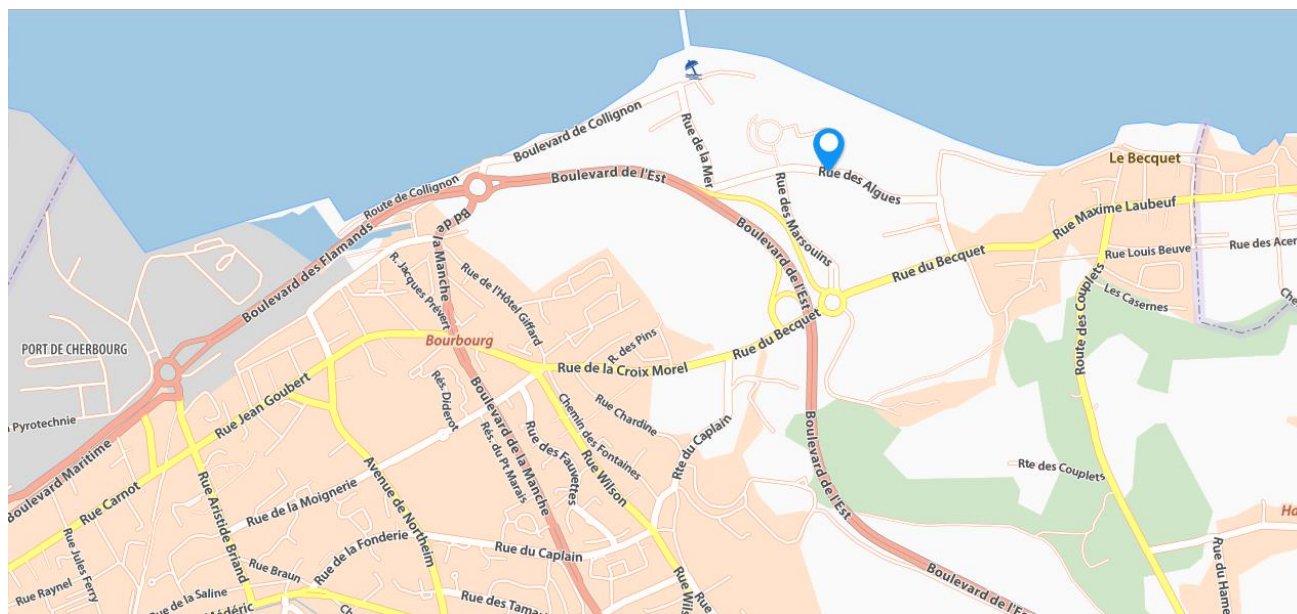 Boulevard de Collignon
Rue de la Mer
Le Becquet
Boulevard de l'Est
Rue des Algues
Route de Collignon
Bd de
la Manche
Rue des Marsouins
Rue Maxime Laubeuf
Boulevard des Flamands
R. Jacques Prévert
Rue de l'Hôtel Giffard
Boulevard de l'Est
Rue du Becquet
Rue Louis Beuve
Rue des Acer
Les Casernes
Che
PORT DE CHERBOURG
Bourbourg
R. des Pins
Rue du Becquet
Route des Couplets
Rue de la Croix Morel
Rue Jean Goubert
Rés. Diderot
Boulevard de la Manche
Rue Chardine
Chemin des Fontaines
Pyrotechnie
Boulevard Maritime
Rés. du Pt Marais
Rue des Fauvettes
Rue Wilson
Rte du Caplain
Boulevard de l'Est
Rte des Couplets
Rue Carnot
Rue Aristide Briand
Rue de la Moignerie
Avenue de Northeim
Ha
Rue Jules Ferry
Rue de la Fonderie
Rue du Caplain
Rue du Hame
Rue Raynel
Rue Braun
Rue de la Saline
Médéric
Ch
Rue des Tama
Rue Wil
Rue
Boulevard de l'Est